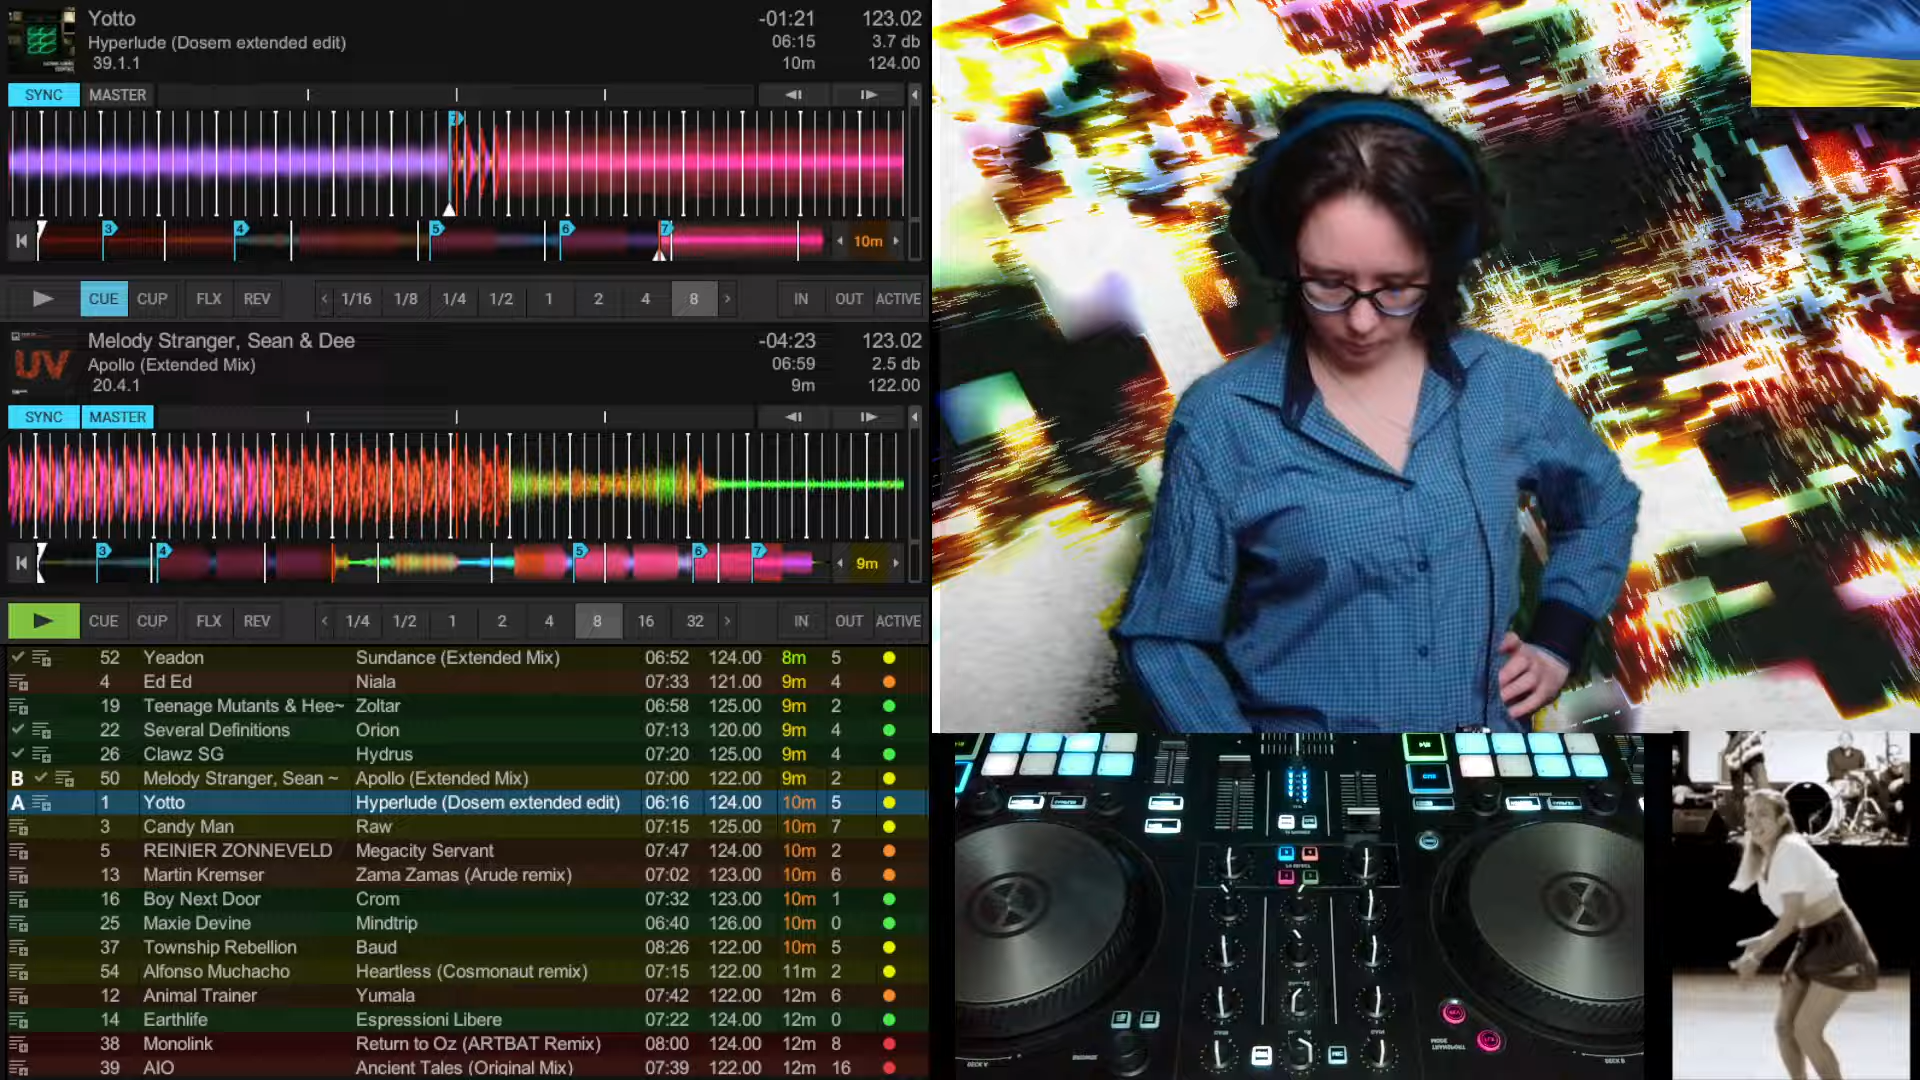 Yotto -01:21 123.02
Hyperlude (Dosem extended edit) 06:15 3.7 db
39.1.1 10m 124.00
SYNC MASTER
7
3 4 5 6 7 10m
CUE CUP FLX REV 1/16 1/8 1/4 1/2 1 2 4 8 IN OUT ACTIVE
Melody Stranger, Sean & Dee -04:23 123.02
UV Apollo (Extended Mix) 06:59 2.5 db
20.4.1 9m 122.00
SYNC MASTER
3 4 5 6 7 9m
CUE CUP FLX REV 1/4 1/2 1 2 4 8 16 32 IN OUT ACTIVE
52 Yeadon Sundance (Extended Mix) 06:52 124.00 8m 5
4 Ed Ed Niala 07:33 121.00 9m 4
19 Teenage Mutants & Hee~ Zoltar 06:58 125.00 9m 2
22 Several Definitions Orion 07:13 120.00 9m 4
26 Clawz SG Hydrus 07:20 125.00 9m 4
B 50 Melody Stranger, Sean ~ Apollo (Extended Mix) 07:00 122.00 9m 2
A 1 Yotto Hyperlude (Dosem extended edit) 06:16 124.00 10m 5
3 Candy Man Raw 07:15 125.00 10m 7
5 REINIER ZONNEVELD Megacity Servant 07:47 124.00 10m 2
13 Martin Kremser Zama Zamas (Arude remix) 07:02 123.00 10m 6
16 Boy Next Door Crom 07:32 123.00 10m 1
25 Maxie Devine Mindtrip 06:40 126.00 10m 0
37 Township Rebellion Baud 08:26 122.00 10m 5
54 Alfonso Muchacho Heartless (Cosmonaut remix) 07:15 122.00 11m 2
12 Animal Trainer Yumala 07:42 122.00 12m 6
14 Earthlife Espressioni Libere 07:22 124.00 12m 0
38 Monolink Return to Oz (ARTBAT Remix) 08:00 124.00 12m 8
39 AIO Ancient Tales (Original Mix) 07:39 122.00 12m 16